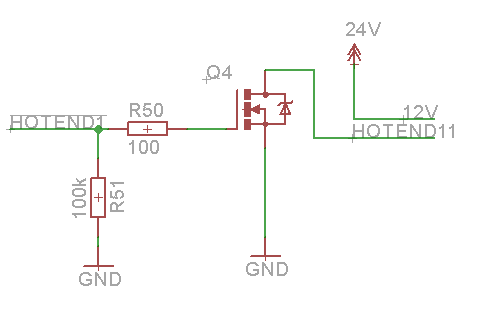 24V
Q4
12V
HOTEND1
R50
HOTEND11
100
100k
R51
GND
GND